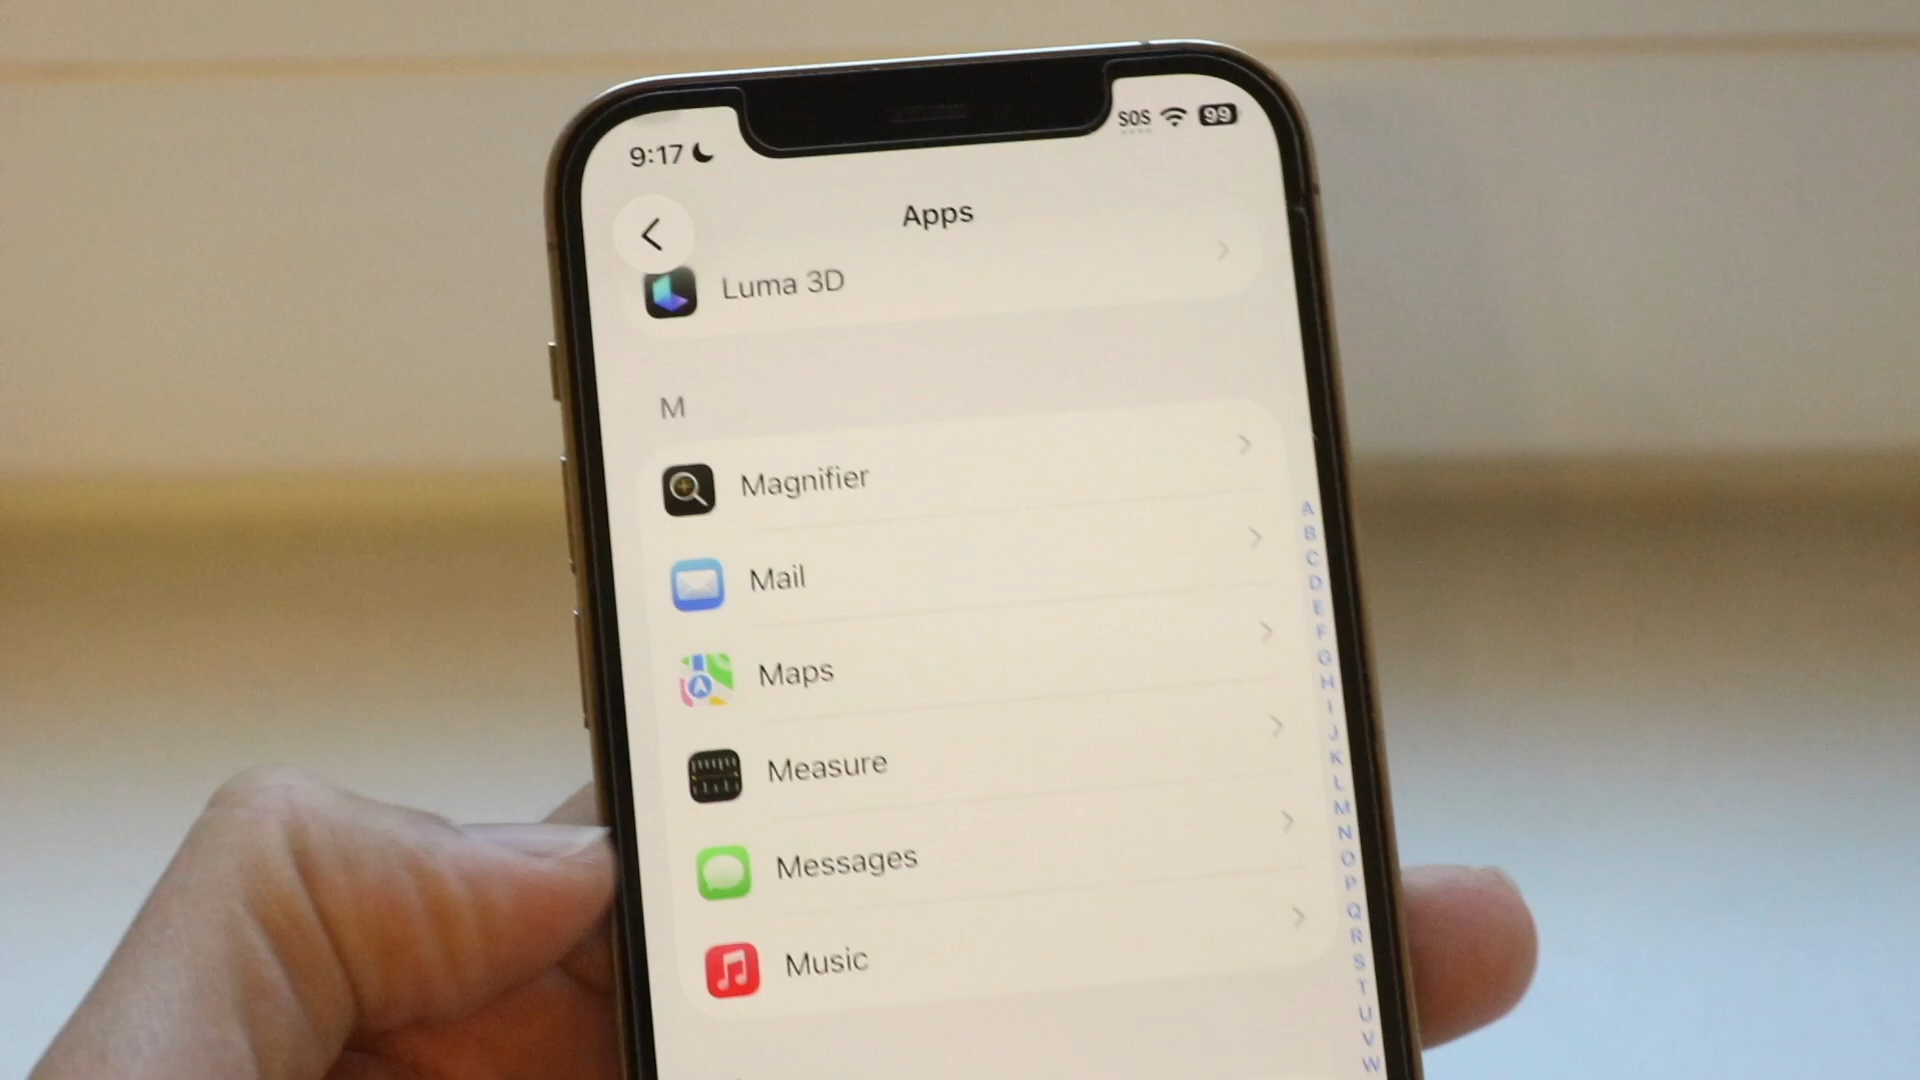 9:17
SOS 99
Apps
Luma 3D
M
Magnifier
Mail
Maps
Measure
Messages
Music
A
B
C
D
E
F
G
H
I
J
K
L
M
N
O
P
Q
R
S
T
U
V
W